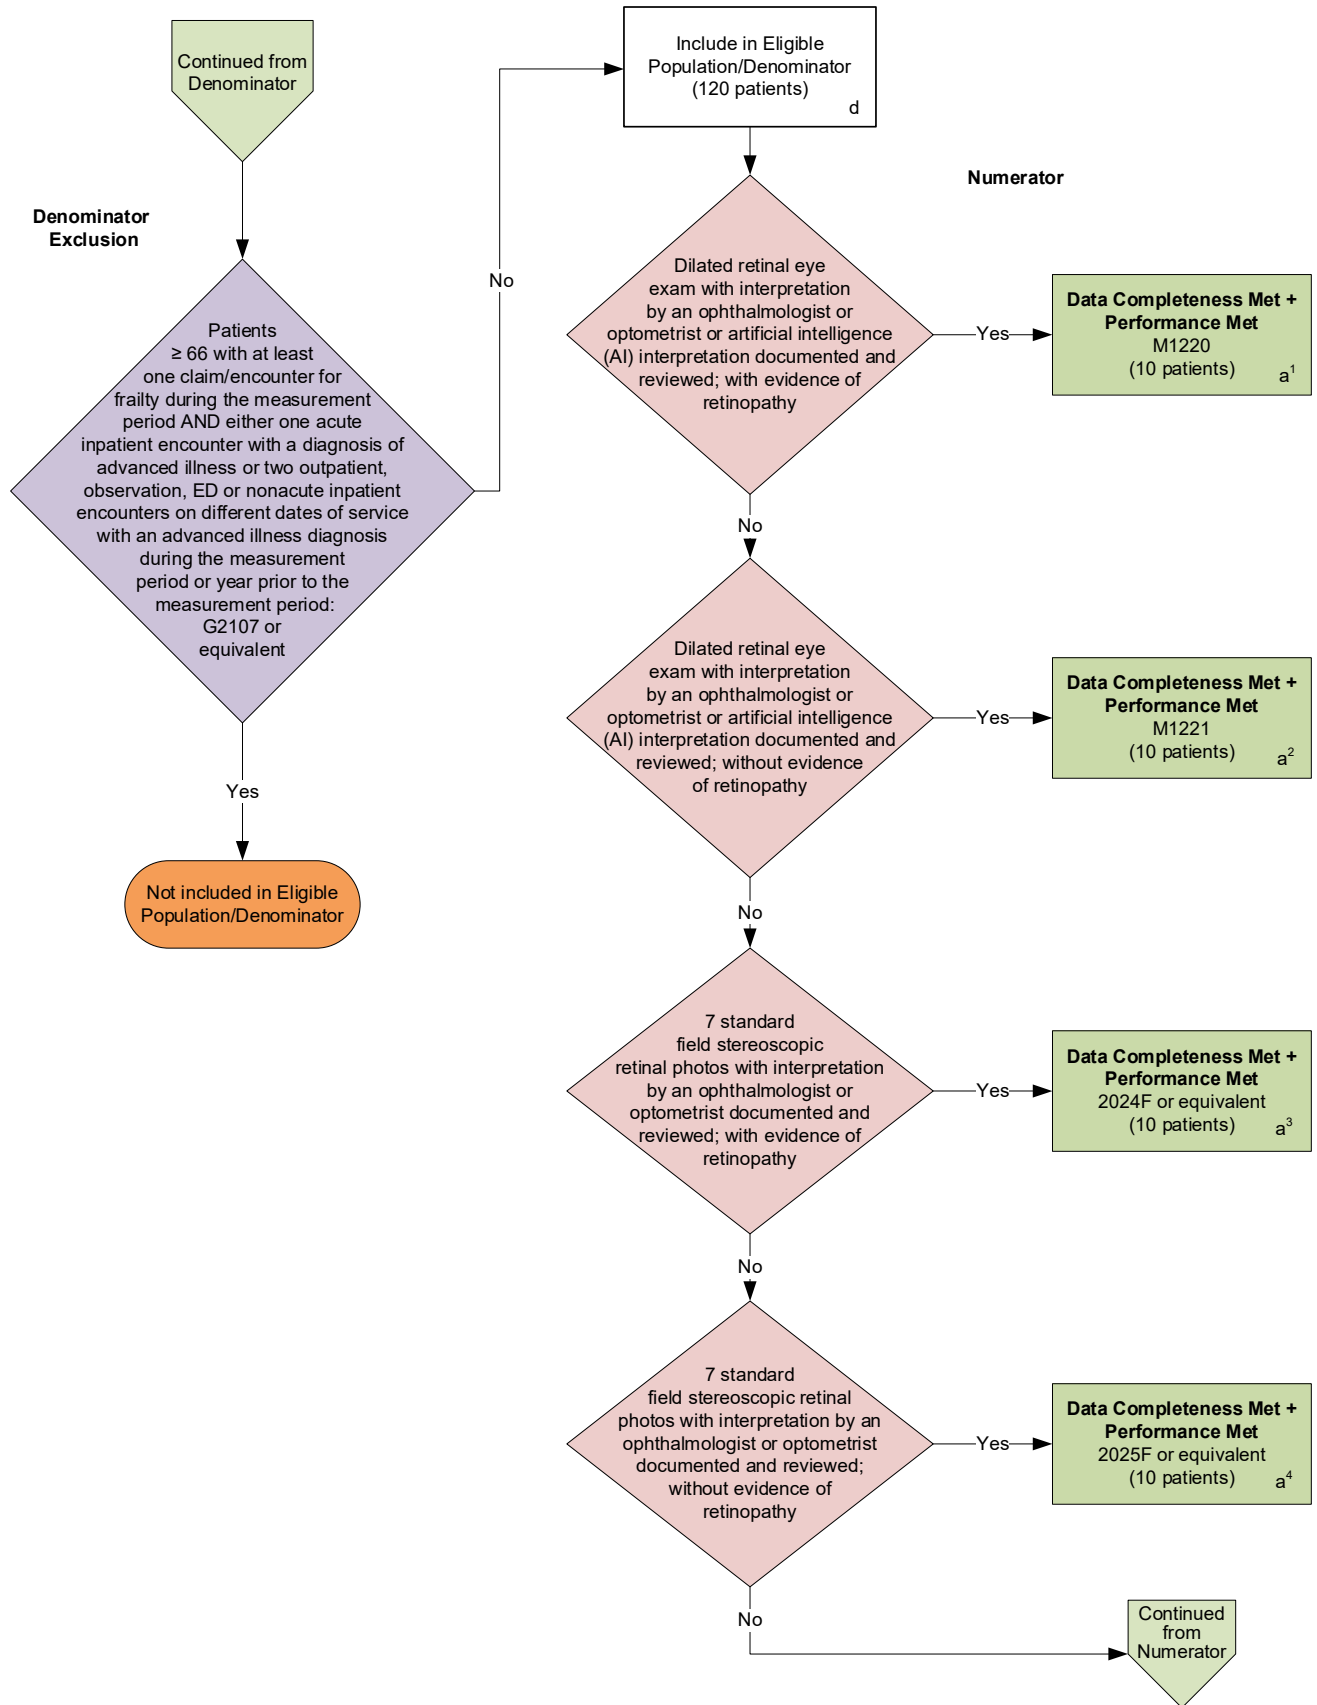 Continued from
Denominator
Denominator
Exclusion
Patients
≥ 66 with at least
one claim/encounter for
frailty during the measurement
period AND either one acute
inpatient encounter with a diagnosis of
advanced illness or two outpatient,
observation, ED or nonacute inpatient
encounters on different dates of service
with an advanced illness diagnosis
during the measurement
period or year prior to the
measurement period:
G2107 or
equivalent
No
Yes
Not included in Eligible
Population/Denominator
Include in Eligible
Population/Denominator
(120 patients)
d
Numerator
Dilated retinal eye
exam with interpretation
by an ophthalmologist or
optometrist or artificial intelligence
(AI) interpretation documented and
reviewed; with evidence of
retinopathy
Yes
Data Completeness Met +
Performance Met
M1220
(10 patients)
a¹
No
Dilated retinal eye
exam with interpretation
by an ophthalmologist or
optometrist or artificial intelligence
(AI) interpretation documented and
reviewed; without evidence
of retinopathy
Yes
Data Completeness Met +
Performance Met
M1221
(10 patients)
a²
No
7 standard
field stereoscopic
retinal photos with interpretation
by an ophthalmologist or
optometrist documented and
reviewed; with evidence of
retinopathy
Yes
Data Completeness Met +
Performance Met
2024F or equivalent
(10 patients)
a³
No
7 standard
field stereoscopic retinal
photos with interpretation by an
ophthalmologist or optometrist
documented and reviewed;
without evidence of
retinopathy
Yes
Data Completeness Met +
Performance Met
2025F or equivalent
(10 patients)
a⁴
No
Continued
from
Numerator